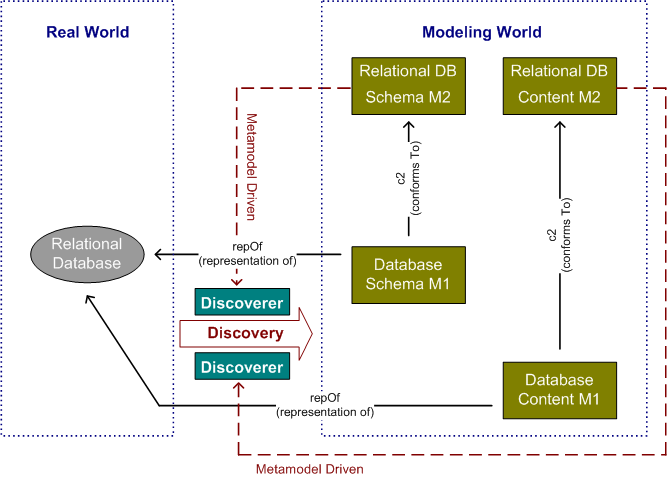 Real World
Modeling World
Relational DB
Schema M2
Relational DB
Content M2
Metamodel Driven
c2
(conforms To)
c2
(conforms To)
Relational
Database
repOf
(representation of)
Database
Schema M1
Discoverer
Discovery
Discoverer
Database
Content M1
repOf
(representation of)
Metamodel Driven